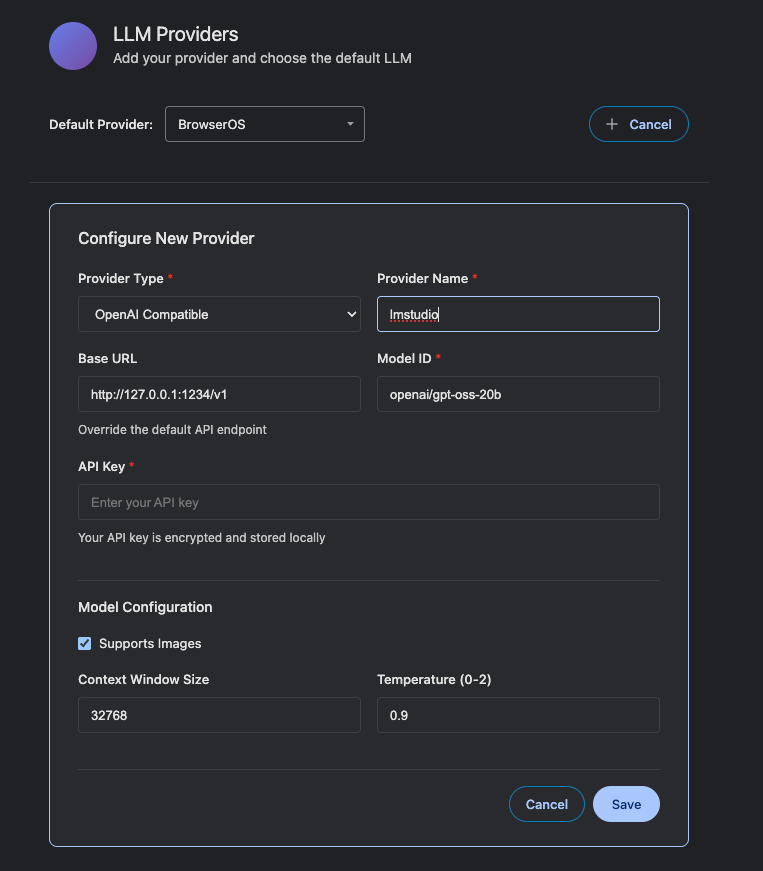 LLM Providers
Add your provider and choose the default LLM
Default Provider: BrowserOS + Cancel
Configure New Provider
Provider Type * Provider Name *
OpenAI Compatible lmstudio
Base URL Model ID *
http://127.0.0.1:1234/v1 openai/gpt-oss-20b
Override the default API endpoint
API Key *
Enter your API key
Your API key is encrypted and stored locally
Model Configuration
Supports Images
Context Window Size Temperature (0-2)
32768 0.9
Cancel Save